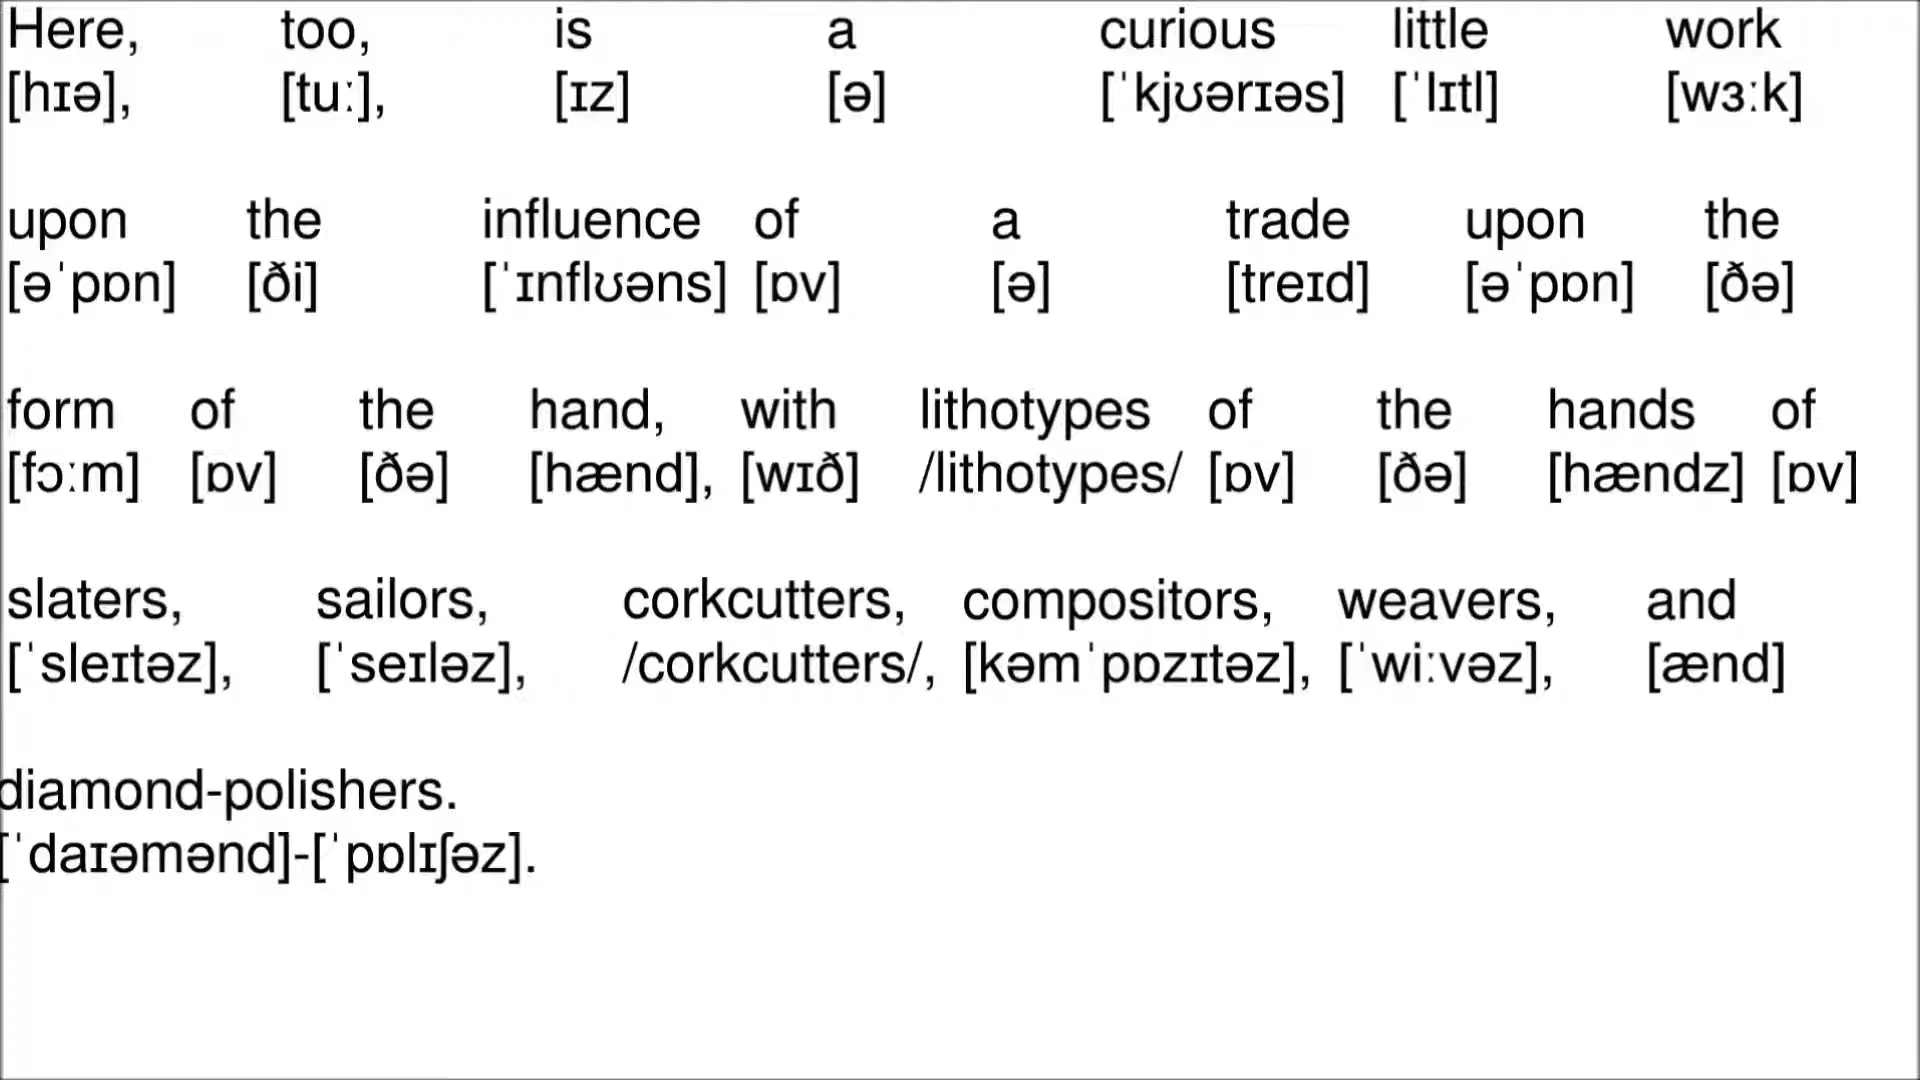 Here, too, is a curious little work
[hɪə], [tuː], [ɪz] [ə] [ˈkjʊərɪəs] [ˈlɪtl] [wɜːk]
upon the influence of a trade upon the
[əˈpɒn] [ði] [ˈɪnflʊəns] [ɒv] [ə] [treɪd] [əˈpɒn] [ðə]
form of the hand, with lithotypes of the hands of
[fɔːm] [ɒv] [ðə] [hænd], [wɪð] /lithotypes/ [ɒv] [ðə] [hændz] [ɒv]
slaters, sailors, corkcutters, compositors, weavers, and
[ˈsleɪtəz], [ˈseɪləz], /corkcutters/, [kəmˈpɒzɪtəz], [ˈwiːvəz], [ænd]
diamond-polishers.
[ˈdaɪəmənd]-[ˈpɒlɪʃəz].